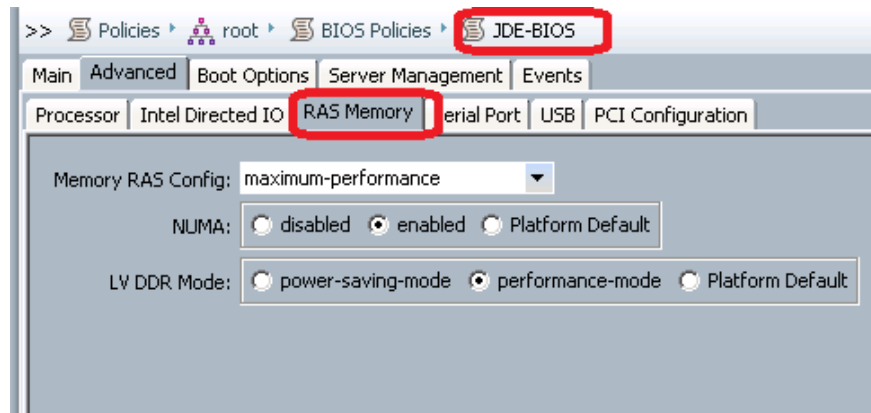 >> Policies root BIOS Policies JDE-BIOS
Main Advanced Boot Options Server Management Events
Processor Intel Directed IO RAS Memory erial Port USB PCI Configuration
Memory RAS Config: maximum-performance
NUMA: disabled enabled Platform Default
LV DDR Mode: power-saving-mode performance-mode Platform Default